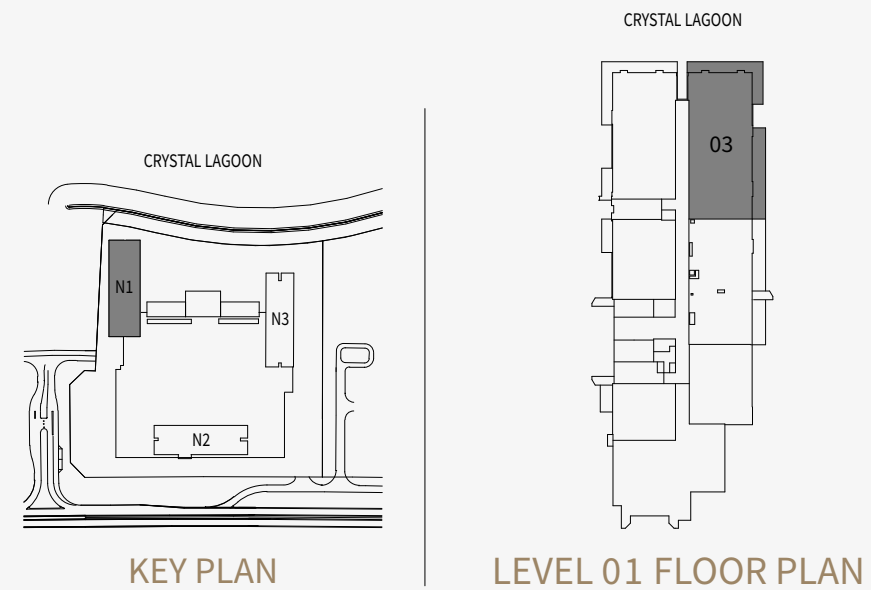 CRYSTAL LAGOON
N1
N3
N2
KEY PLAN
CRYSTAL LAGOON
03
LEVEL 01 FLOOR PLAN